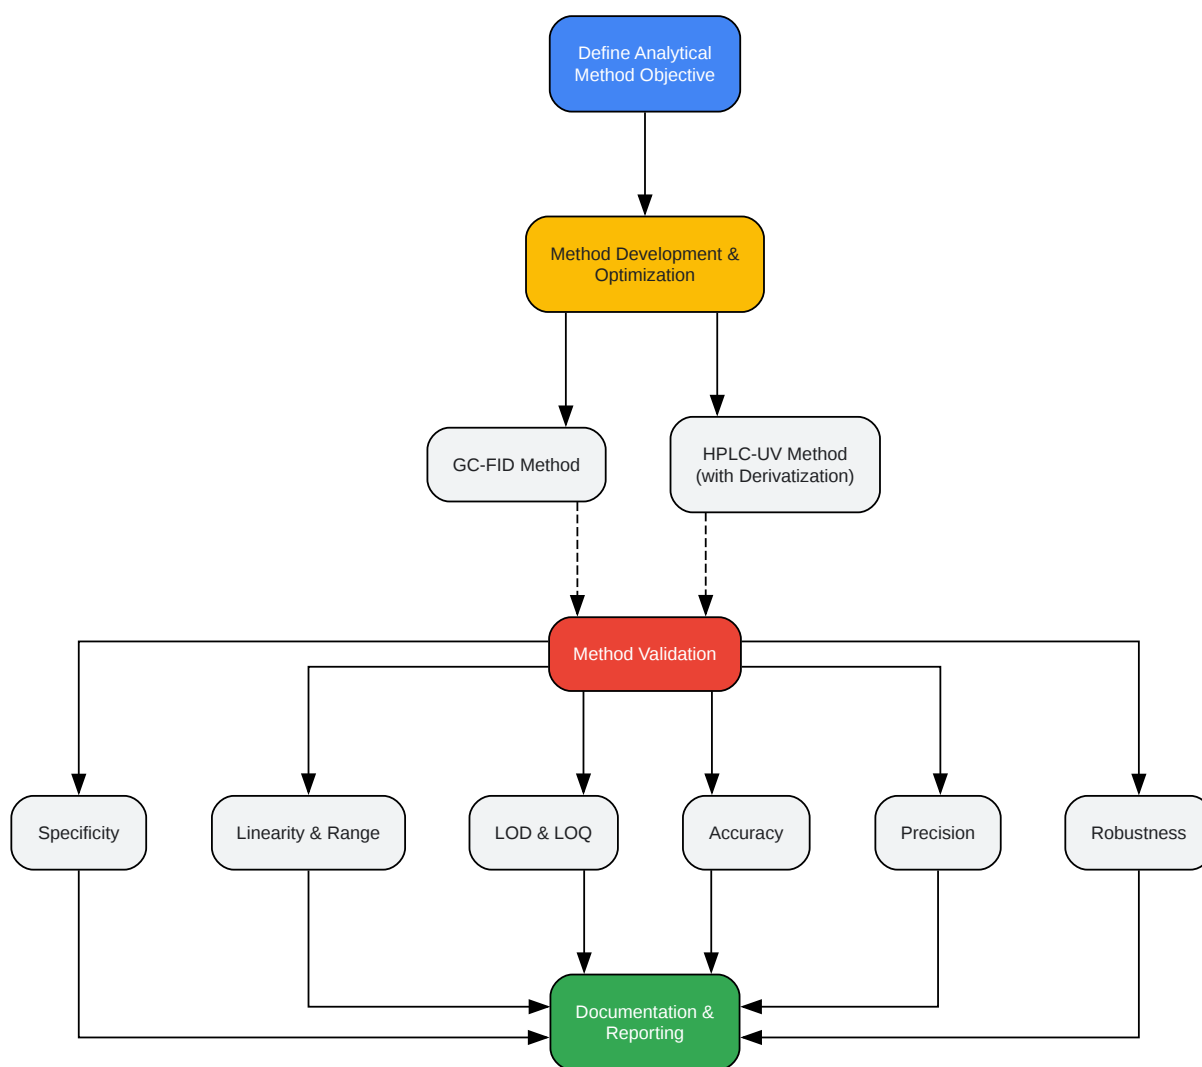 Define Analytical
Method Objective
Method Development &
Optimization
GC-FID Method
HPLC-UV Method
(with Derivatization)
Method Validation
Specificity
Linearity & Range
LOD & LOQ
Accuracy
Precision
Robustness
Documentation &
Reporting